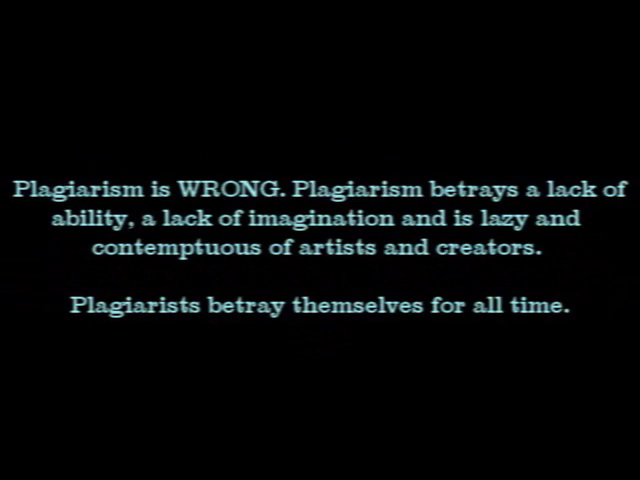 Plagiarism is WRONG. Plagiarism betrays a lack of
ability, a lack of imagination and is lazy and
contemptuous of artists and creators.
Plagiarists betray themselves for all time.